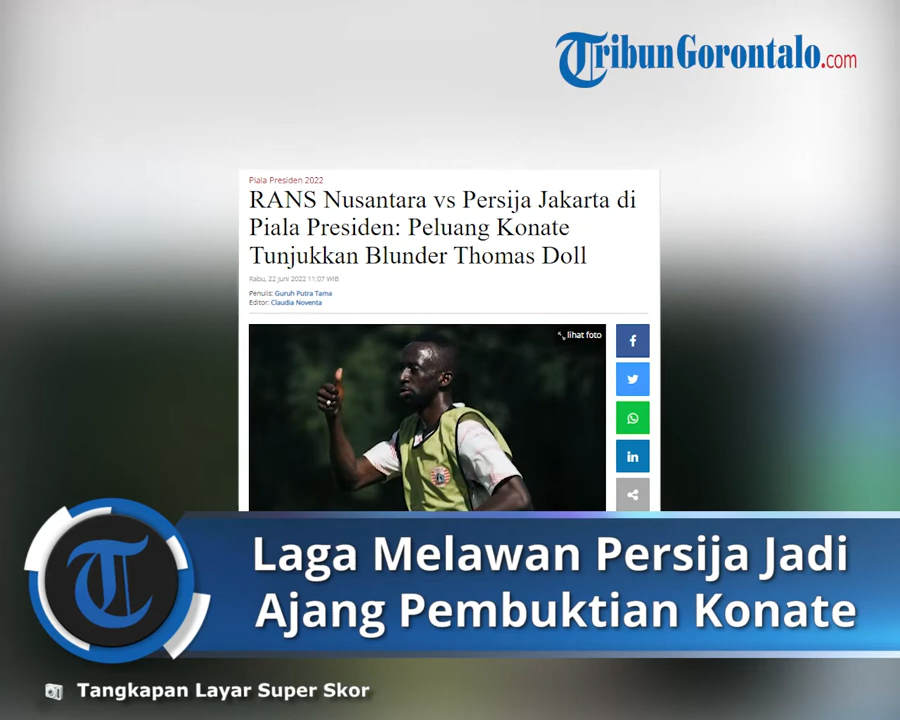 TribunGorontalo.com
Piala Presiden 2022
RANS Nusantara vs Persija Jakarta di
Piala Presiden: Peluang Konate
Tunjukkan Blunder Thomas Doll
Rabu, 22 Juni 2022 11:07 WIB
Penulis: Guruh Putra Tama
Editor: Claudia Noventa
lihat foto
Laga Melawan Persija Jadi
Ajang Pembuktian Konate
Tangkapan Layar Super Skor